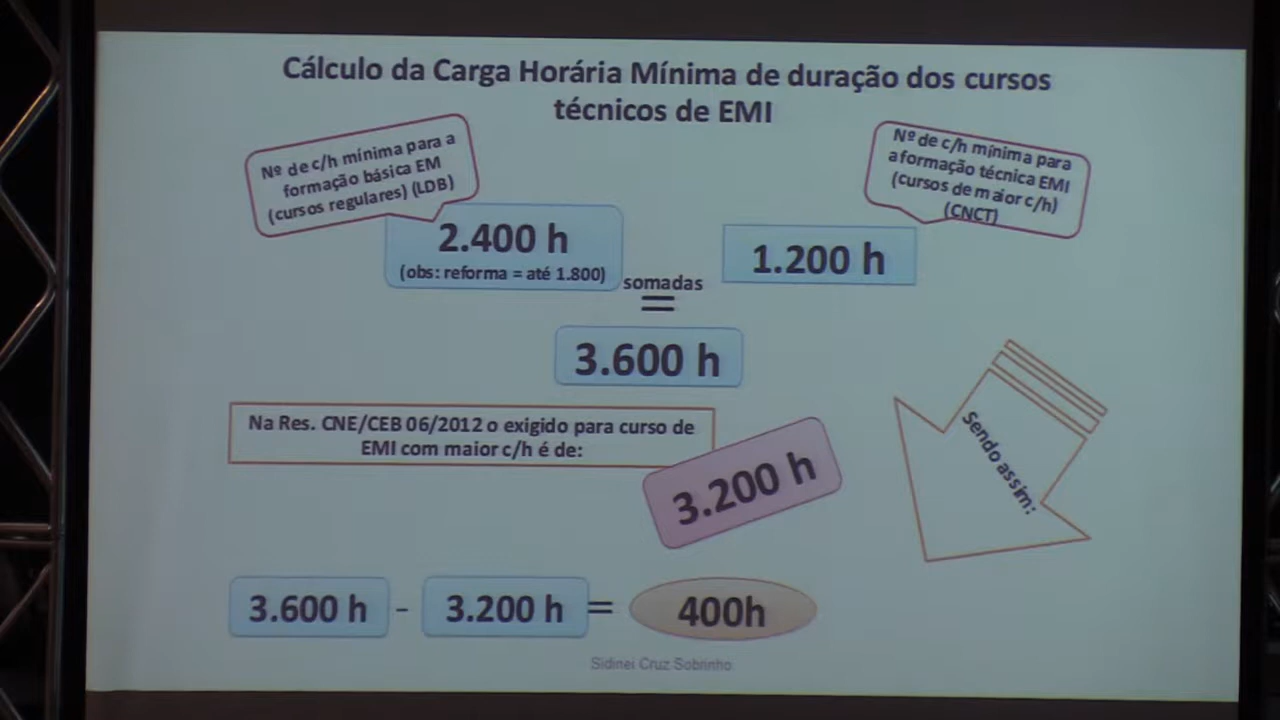 Cálculo da Carga Horária Mínima de duração dos cursos
técnicos de EMI
Nº de c/h mínima para a
formação básica EM
(cursos regulares) (LDB)
Nº de c/h mínima para
a formação técnica EMI
(cursos de maior c/h)
(CNCT)
2.400 h
(obs: reforma = até 1.800)
somadas
1.200 h
=
3.600 h
Na Res. CNE/CEB 06/2012 o exigido para curso de
EMI com maior c/h é de:
3.200 h
Sendo assim:
3.600 h - 3.200 h = 400h
Sidinei Cruz Sobrinho